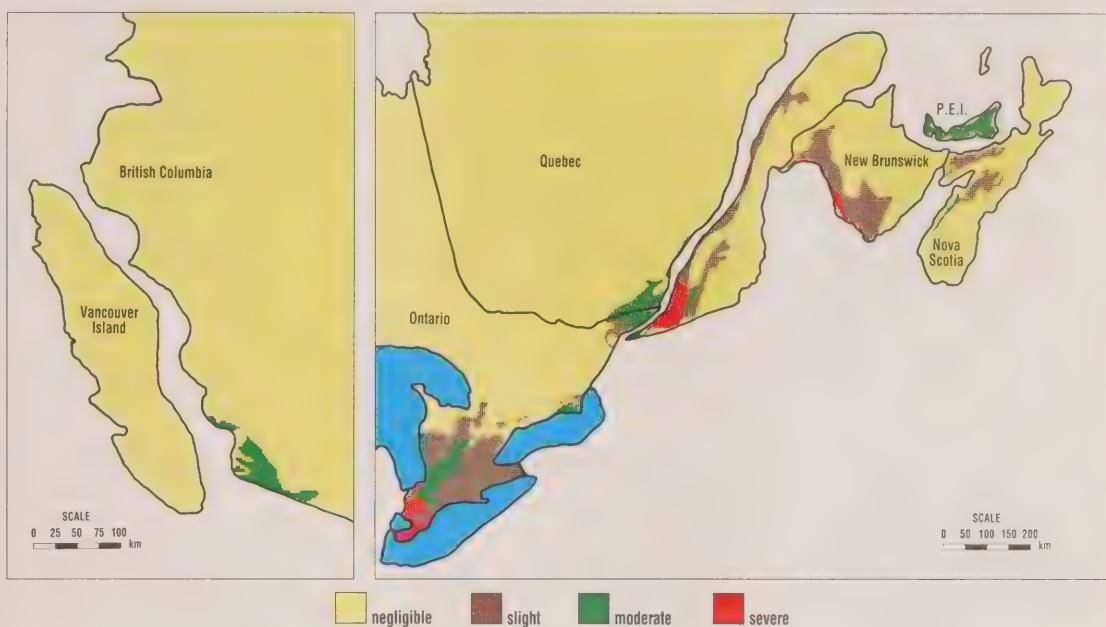 British Columbia
Vancouver
Island
SCALE
0 25 50 75 100
km
Quebec
P.E.I.
New Brunswick
Nova
Scotia
Ontario
SCALE
0 50 100 150 200
km
negligible
slight
moderate
severe